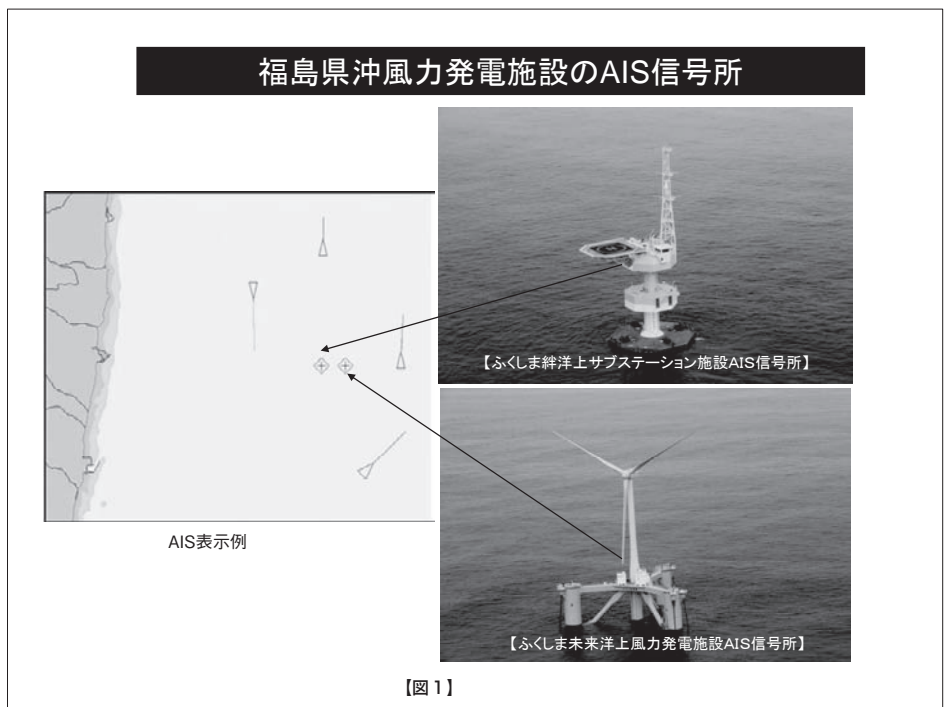 福島県沖風力発電施設のAIS信号所
【ふくしま絆洋上サブステーション施設AIS信号所】
AIS表示例
【ふくしま未来洋上風力発電施設AIS信号所】
【図1】